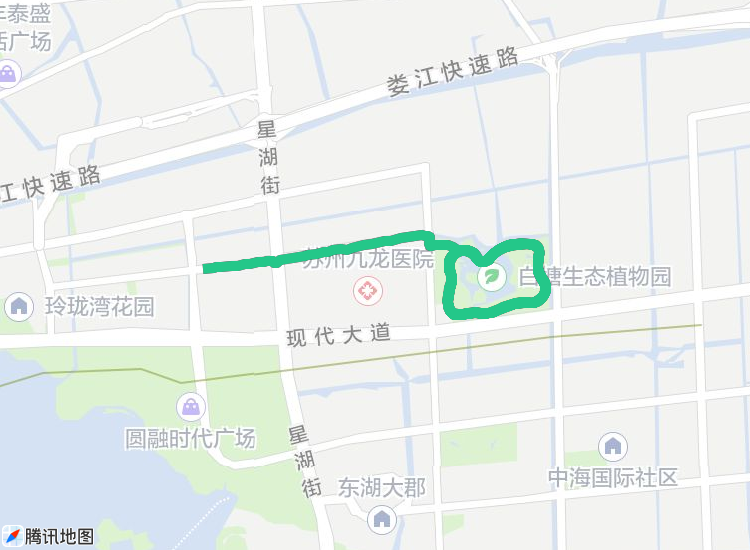 丰泰盛
活广场
娄江快速路
星湖街
江快速路
苏州九龙医院
白塘生态植物园
玲珑湾花园
现代大道
圆融时代广场
星湖街
中海国际社区
东湖大郡
腾讯地图